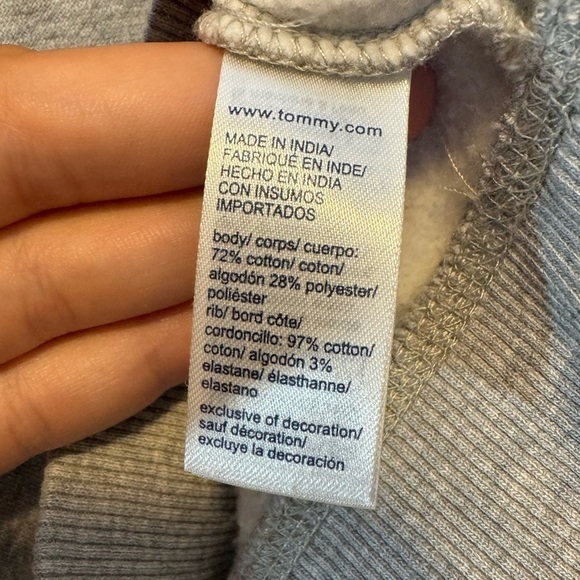 www.tommy.com
MADE IN INDIA/
FABRIQUÉ EN INDE/
HECHO EN INDIA
CON INSUMOS
IMPORTADOS
body/ corps/ cuerpo:
72% cotton/ coton/
algodón 28% polyester/
poliéster
rib/ bord côte/
cordoncillo: 97% cotton/
coton/ algodón 3%
elastane/ élasthanne/
elastano
exclusive of decoration/
sauf décoration/
excluye la decoración